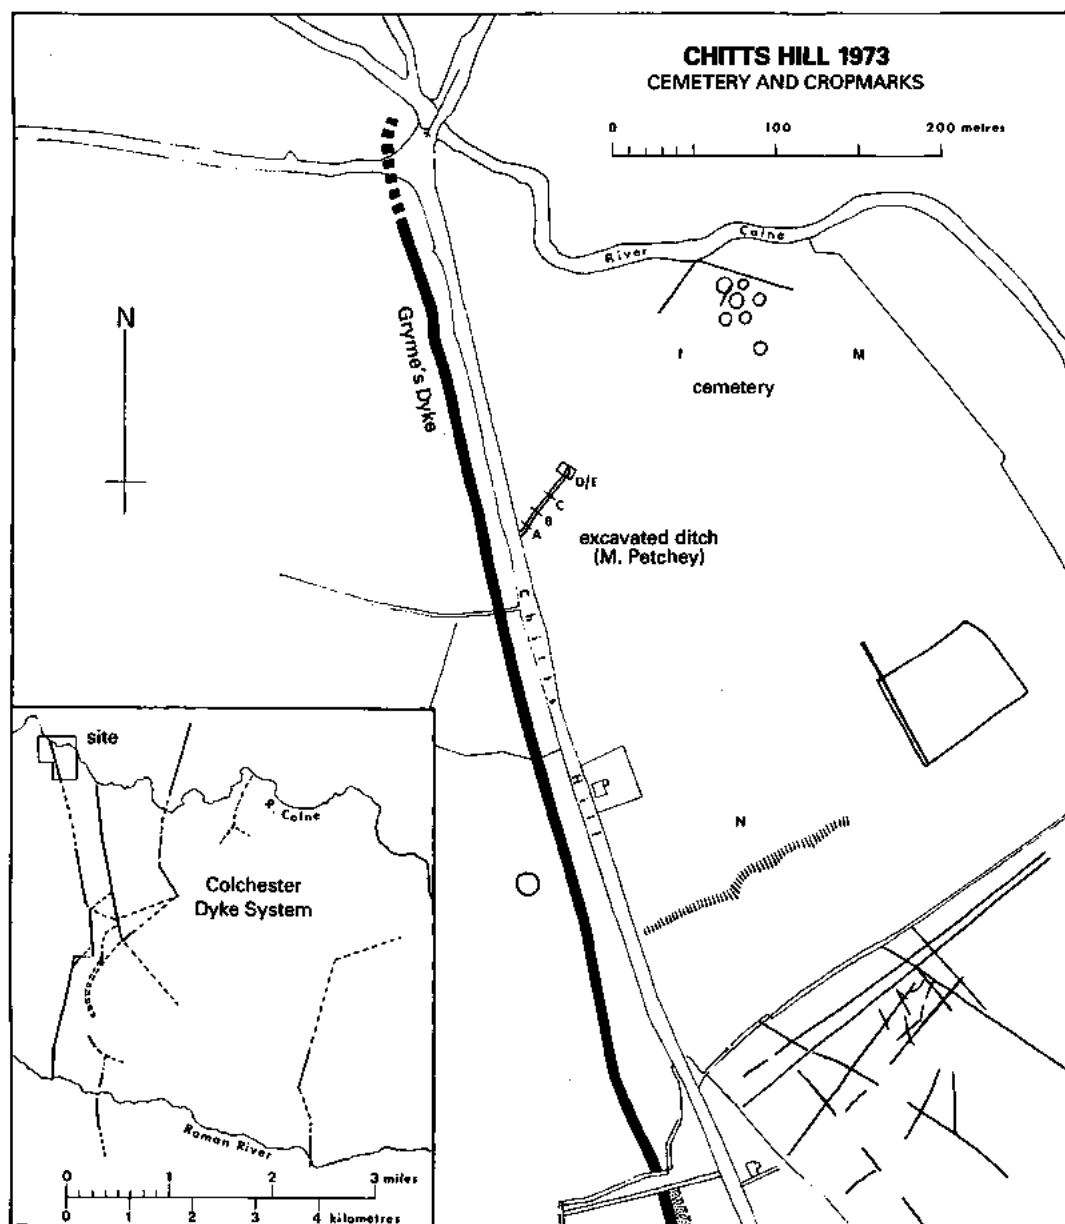 CHITTS HILL 1973
CEMETERY AND CROPMARKS
0 100 200 metres
River Colne
N
Gryme's Dyke
I M
cemetery
D/E
C
B
A
excavated ditch
(M. Petchey)
Chitts Hill
N
site
R. Colne
Colchester
Dyke System
Roman River
0 1 2 3 miles
0 1 2 3 4 kilometres